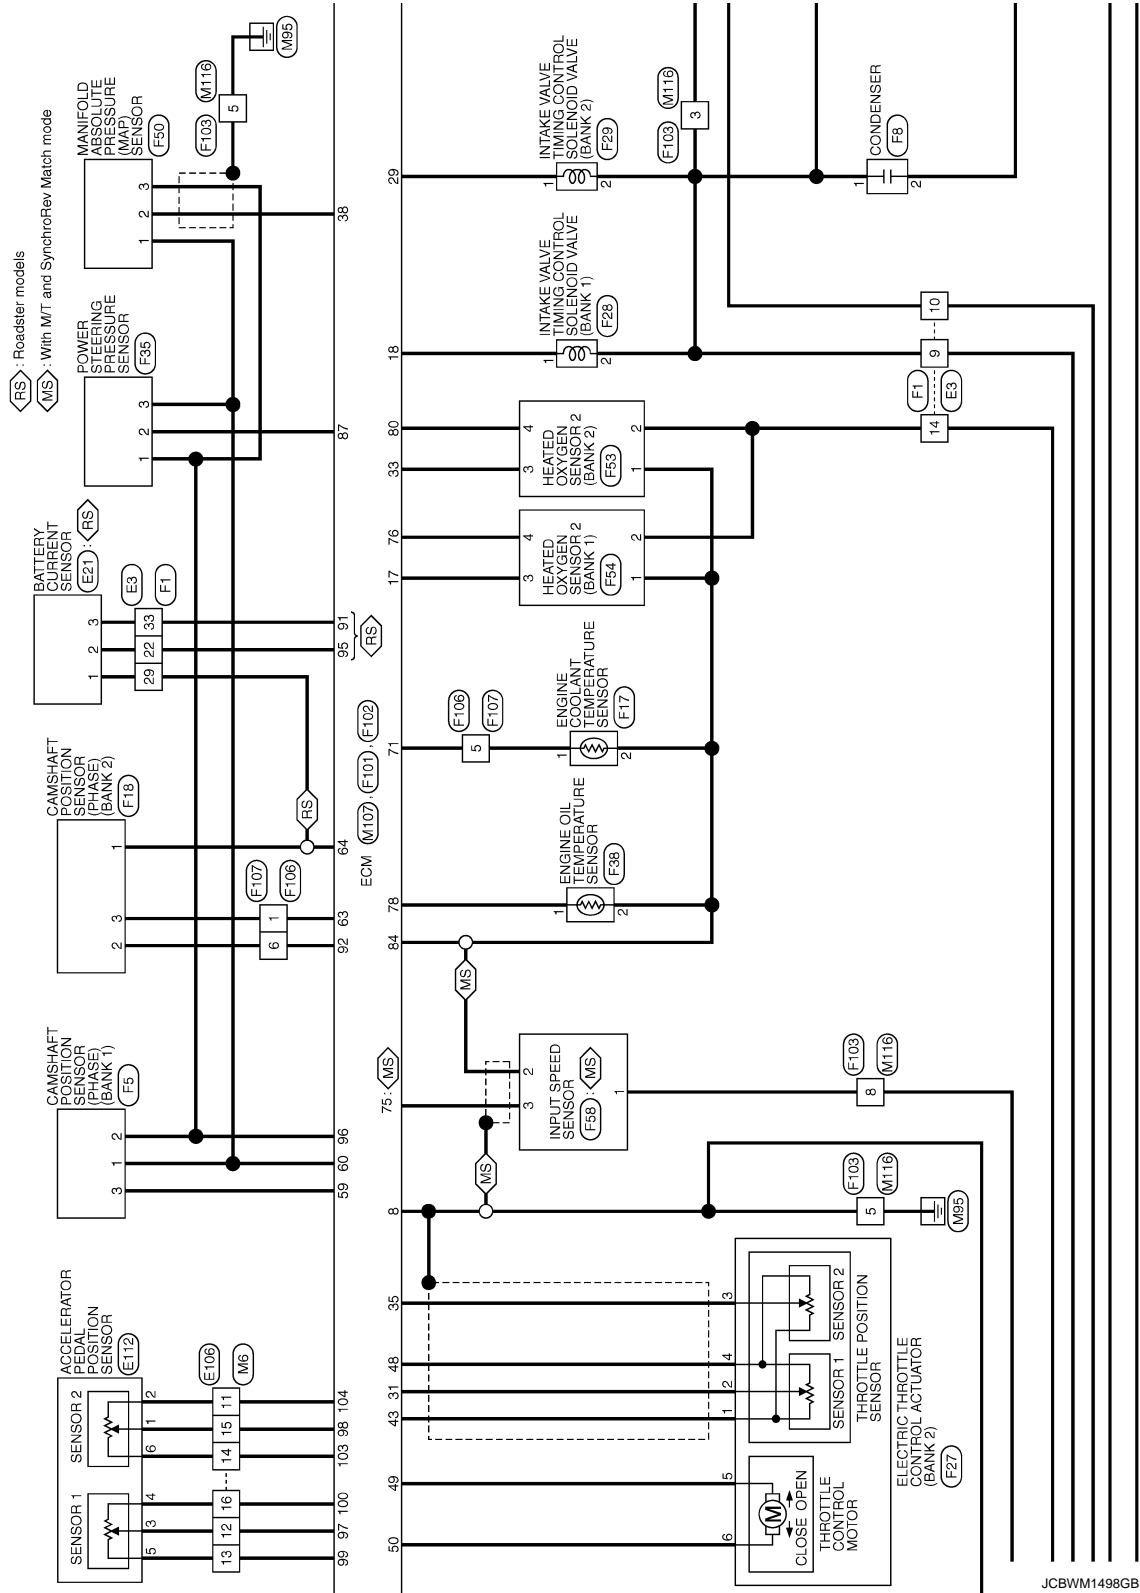 RS : Roadster models
MS : With M/T and SynchroRev Match mode
ACCELERATOR
PEDAL
POSITION
SENSOR
E112
SENSOR 1
SENSOR 2
5 3 4 6 1 2
13 12 16 14 15 11
E106
M6
99 97 100 103 98 104
CAMSHAFT
POSITION
SENSOR
(PHASE)
(BANK 1)
F5
3 1 2
59 60 96
CAMSHAFT
POSITION
SENSOR
(PHASE)
(BANK 2)
F18
2 3 1
6 1
F107
F106
92 63 64
RS
BATTERY
CURRENT
SENSOR
E21 : RS
1 2 3
29 22 33
E3
F1
95 91
RS
POWER
STEERING
PRESSURE
SENSOR
F35
1 2 3
87
MANIFOLD
ABSOLUTE
PRESSURE
(MAP)
SENSOR
F50
1 2 3
38
F103
M116
5
M95
ECM M107 , F101 , F102
50 49 43 31 48 35 8 75 : MS 84 78 71 17 76 33 80 18 29
6 5 1 2 4 3
M
CLOSE OPEN
THROTTLE
CONTROL
MOTOR
SENSOR 1
SENSOR 2
THROTTLE POSITION
SENSOR
ELECTRIC THROTTLE
CONTROL ACTUATOR
(BANK 2)
F27
MS
F103
M116
5
M95
MS
3 2
INPUT SPEED
SENSOR
F58 : MS
1
F103
M116
8
ENGINE OIL
TEMPERATURE
SENSOR
F38
1
2
F106
F107
5
ENGINE
COOLANT
TEMPERATURE
SENSOR
F17
1
2
3 4
HEATED
OXYGEN
SENSOR 2
(BANK 1)
F54
1 2
3 4
HEATED
OXYGEN
SENSOR 2
(BANK 2)
F53
1 2
INTAKE VALVE
TIMING CONTROL
SOLENOID VALVE
(BANK 1)
F28
1
2
INTAKE VALVE
TIMING CONTROL
SOLENOID VALVE
(BANK 2)
F29
1
2
F103
M116
3
CONDENSER
F8
1
2
14 9 10
F1
E3
JCBWM1498GB